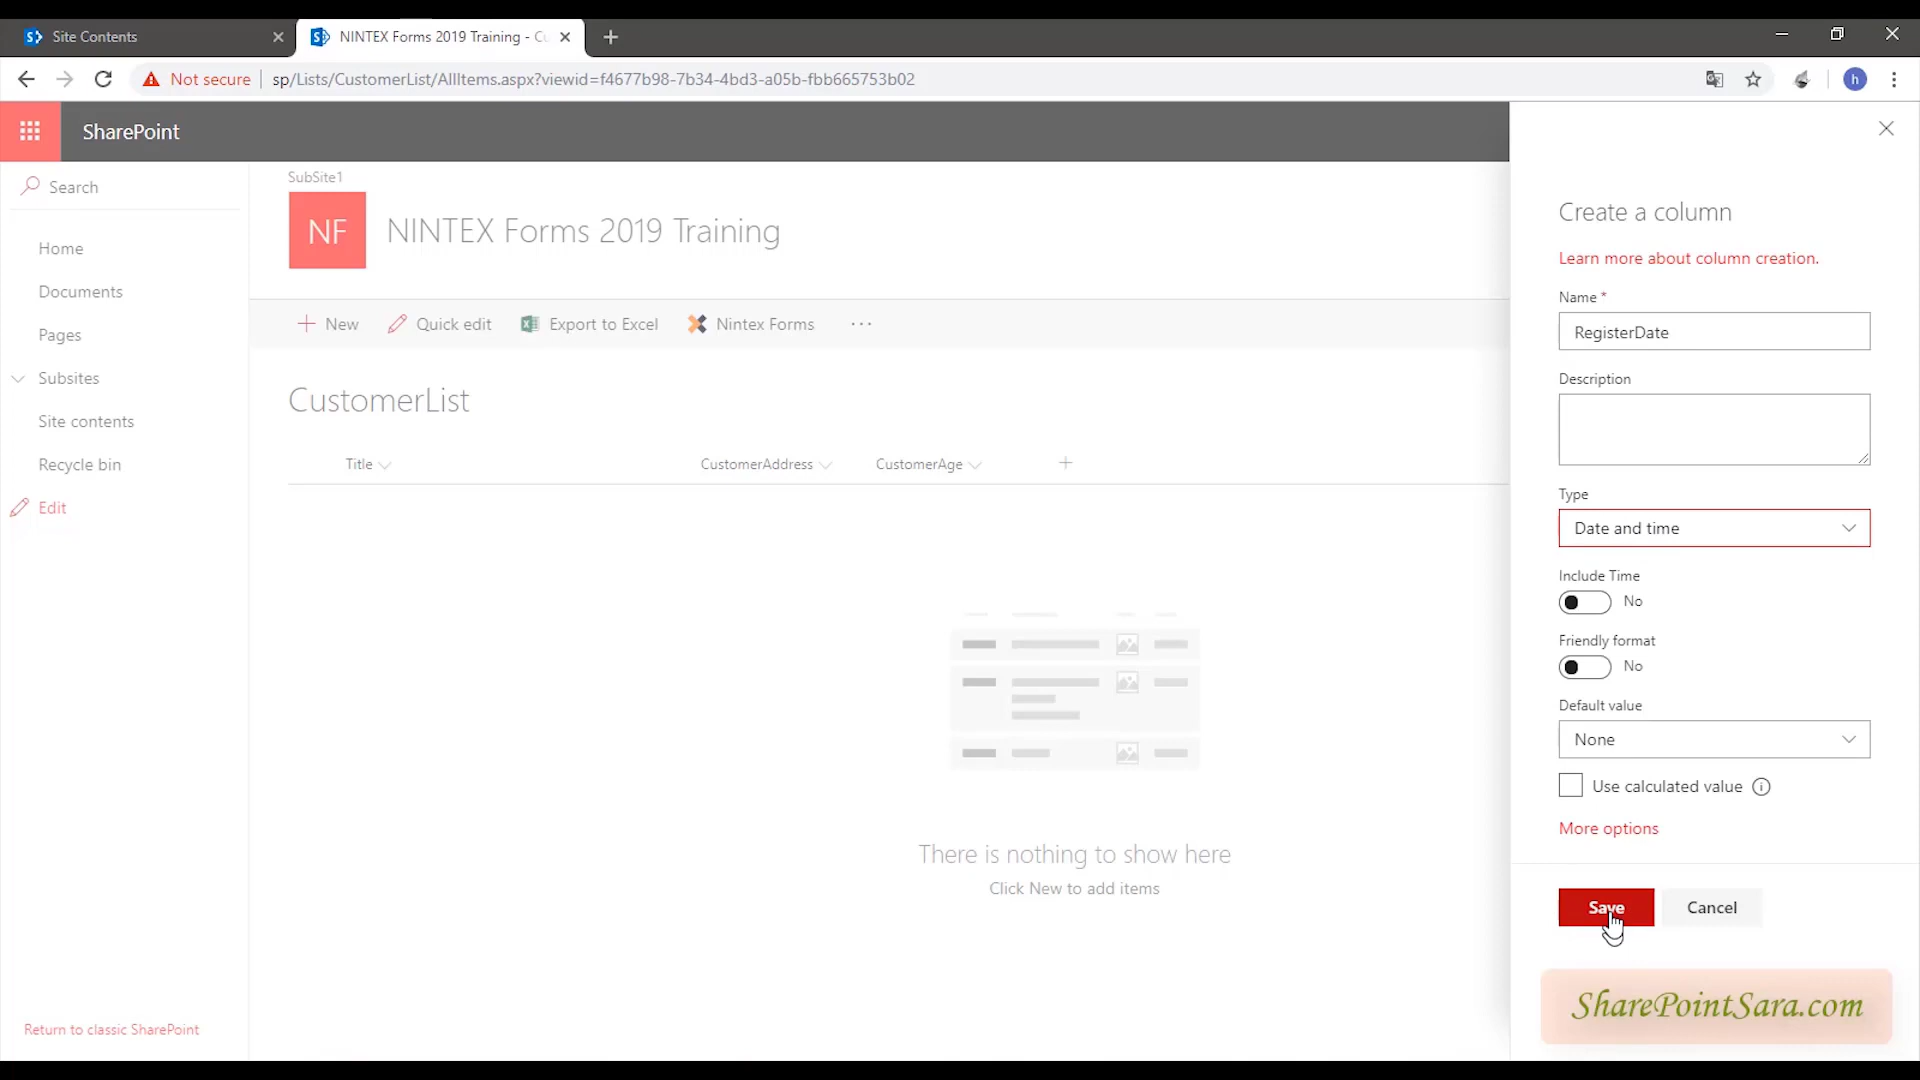 Site Contents
NINTEX Forms 2019 Training - Cu
Not secure
sp/Lists/CustomerList/AllItems.aspx?viewid=f4677b98-7b34-4bd3-a05b-fbb665753b02
h
SharePoint
Search
Home
Documents
Pages
Subsites
Site contents
Recycle bin
Edit
Return to classic SharePoint
SubSite1
NF
NINTEX Forms 2019 Training
New
Quick edit
Export to Excel
Nintex Forms
CustomerList
Title
CustomerAddress
CustomerAge
There is nothing to show here
Click New to add items
Create a column
Learn more about column creation.
Name *
RegisterDate
Description
Type
Date and time
Include Time
No
Friendly format
No
Default value
None
Use calculated value
More options
Save
Cancel
SharePointSara.com